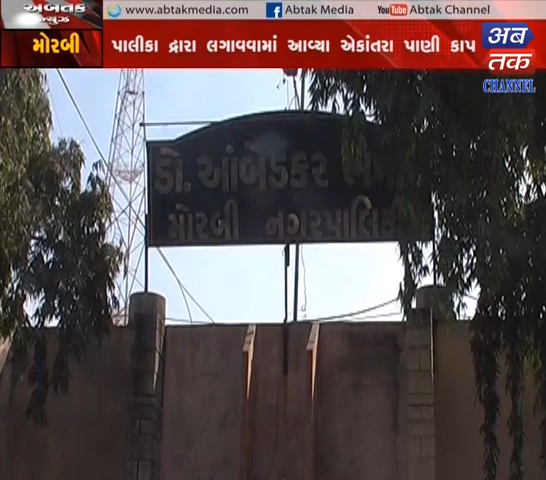 અબતક
ન્યુઝ
www.abtakmedia.com
Abtak Media
YouTube Abtak Channel
મોરબી
પાલીકા દ્રારા લગાવવામાં આવ્યા એકાંતરા પાણી કાપ
અબ
તક
CHANNEL
ડો. આંબેડકર
મોરબી નગરપાલિકા